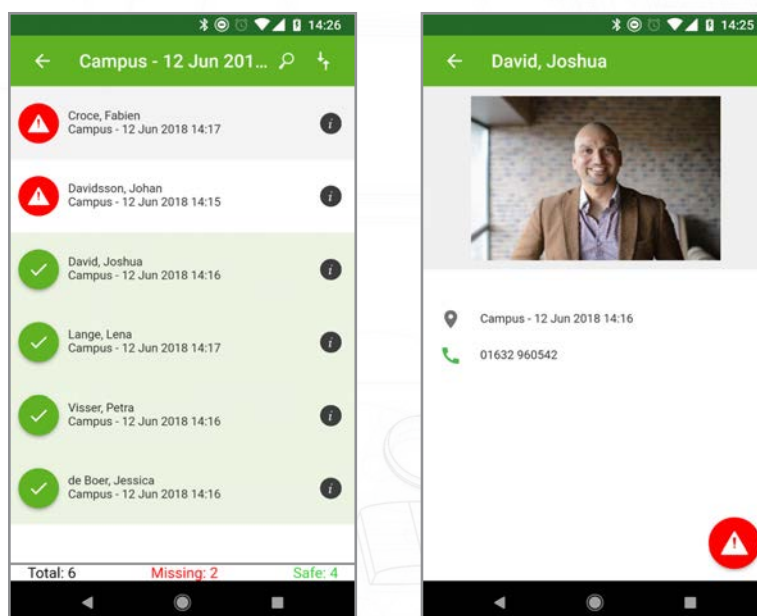 14:26
Campus - 12 Jun 201...
Croce, Fabien
Campus - 12 Jun 2018 14:17
Davidsson, Johan
Campus - 12 Jun 2018 14:15
David, Joshua
Campus - 12 Jun 2018 14:16
Lange, Lena
Campus - 12 Jun 2018 14:17
Visser, Petra
Campus - 12 Jun 2018 14:16
de Boer, Jessica
Campus - 12 Jun 2018 14:16
Total: 6 Missing: 2 Safe: 4
14:25
David, Joshua
Campus - 12 Jun 2018 14:16
01632 960542